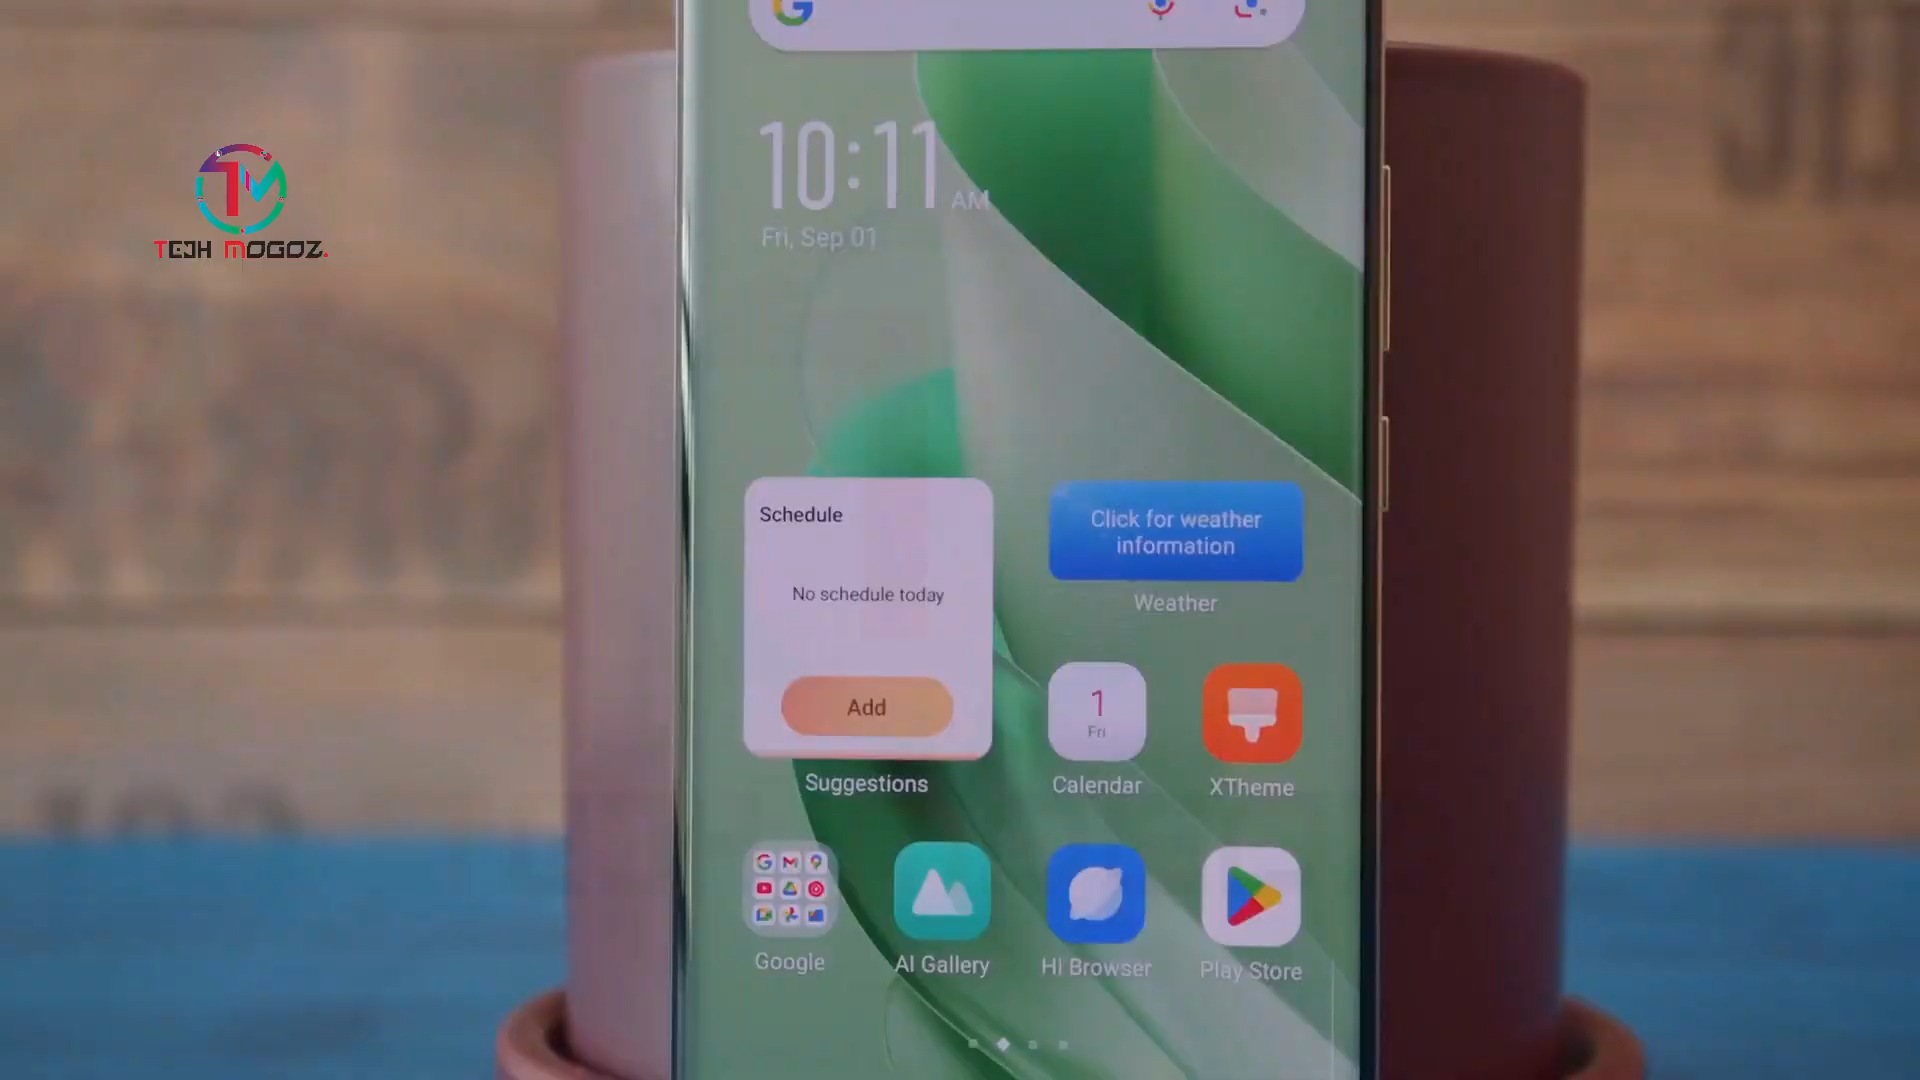 10:11 AM
Fri, Sep 01
TECH MOGOZ.
Schedule
No schedule today
Add
Suggestions
Click for weather
information
Weather
1
Fri
Calendar
XTheme
Google
AI Gallery
Hi Browser
Play Store